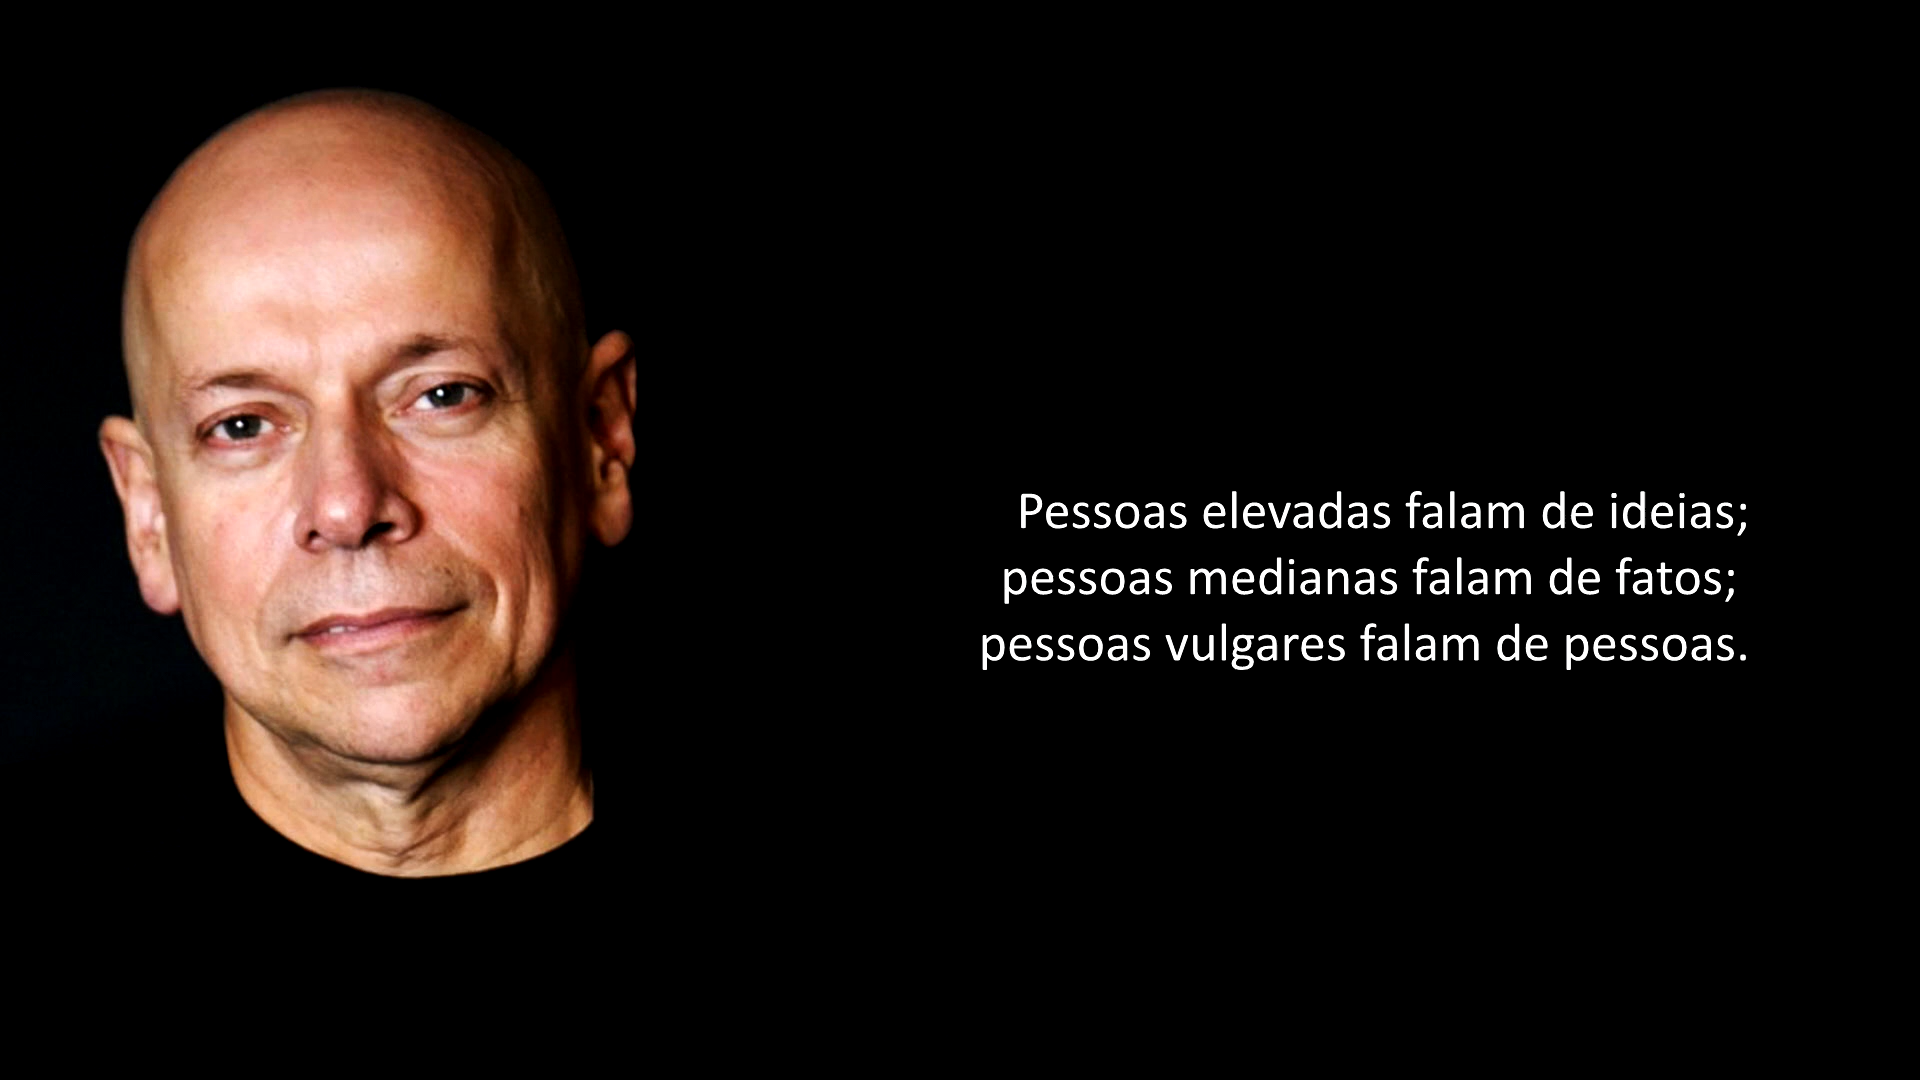 Pessoas elevadas falam de ideias;
pessoas medianas falam de fatos;
pessoas vulgares falam de pessoas.